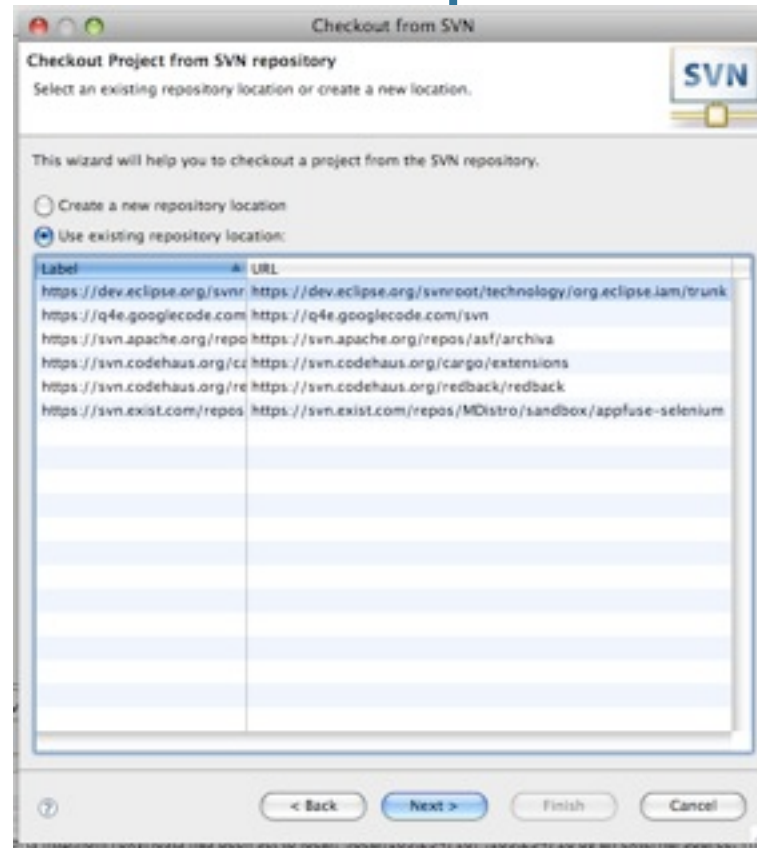 Checkout from SVN
Checkout Project from SVN repository
Select an existing repository location or create a new location.
SVN
This wizard will help you to checkout a project from the SVN repository.
Create a new repository location
Use existing repository location:
Label URL
https://dev.eclipse.org/svnr https://dev.eclipse.org/svnroot/technology/org.eclipse.iam/trunk
https://q4e.googlecode.com https://q4e.googlecode.com/svn
https://svn.apache.org/repo https://svn.apache.org/repos/asf/archiva
https://svn.codehaus.org/ca https://svn.codehaus.org/cargo/extensions
https://svn.codehaus.org/re https://svn.codehaus.org/redback/redback
https://svn.exist.com/repos https://svn.exist.com/repos/MDistro/sandbox/appfuse-selenium
? < Back Next > Finish Cancel